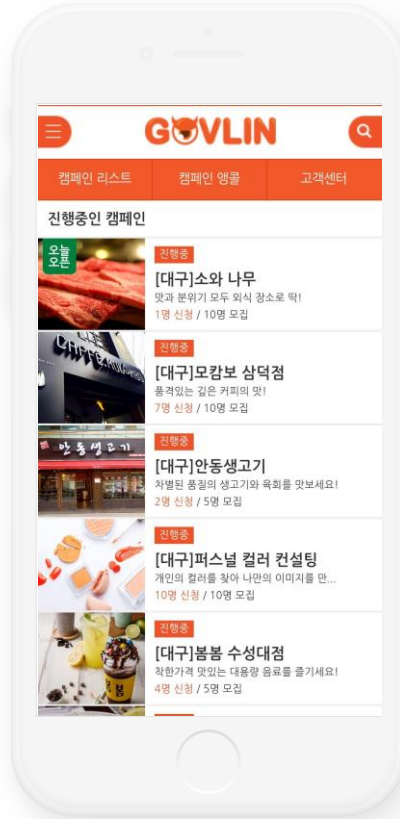 GOVLIN
캠페인 리스트 캠페인 앵콜 고객센터
진행중인 캠페인
오늘
오픈
진행중
[대구]소와 나무
맛과 분위기 모두 외식 장소로 딱!
1명 신청 / 10명 모집
진행중
[대구]모캄보 삼덕점
품격있는 깊은 커피의 맛!
7명 신청 / 10명 모집
안동생고기
진행중
[대구]안동생고기
차별된 품질의 생고기와 육회를 맛보세요!
2명 신청 / 5명 모집
진행중
[대구]퍼스널 컬러 컨설팅
개인의 컬러를 찾아 나만의 이미지를 만...
10명 신청 / 10명 모집
진행중
[대구]봄봄 수성대점
착한가격 맛있는 대용량 음료를 즐기세요!
4명 신청 / 5명 모집
봄봄